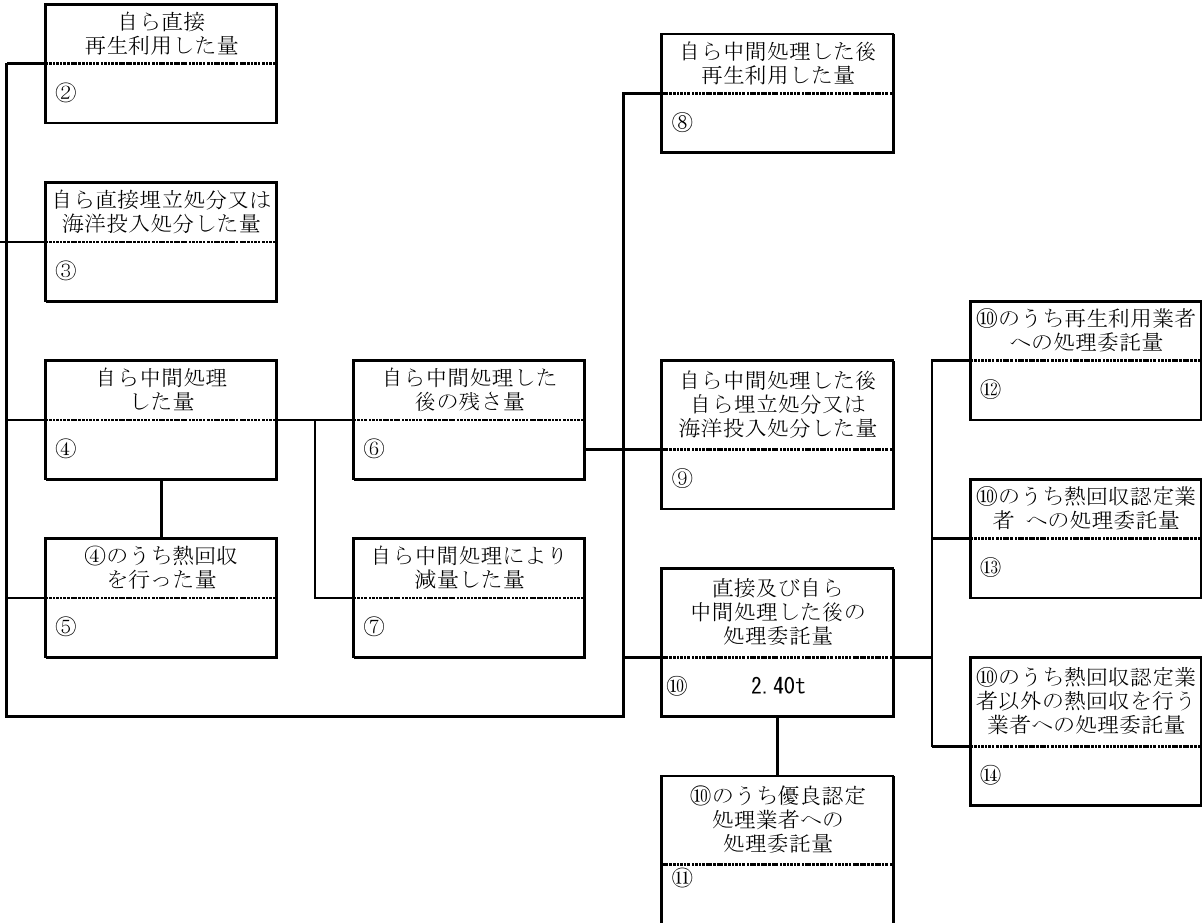 自ら直接
再生利用した量
②
自ら直接埋立処分又は
海洋投入処分した量
③
自ら中間処理
した量
④
④のうち熱回収
を行った量
⑤
自ら中間処理した
後の残さ量
⑥
自ら中間処理により
減量した量
⑦
自ら中間処理した後
再生利用した量
⑧
自ら中間処理した後
自ら埋立処分又は
海洋投入処分した量
⑨
直接及び自ら
中間処理した後の
処理委託量
⑩ 2.40t
⑩のうち優良認定
処理業者への
処理委託量
⑪
⑩のうち再生利用業者
への処理委託量
⑫
⑩のうち熱回収認定業
者 への処理委託量
⑬
⑩のうち熱回収認定業
者以外の熱回収を行う
業者への処理委託量
⑭